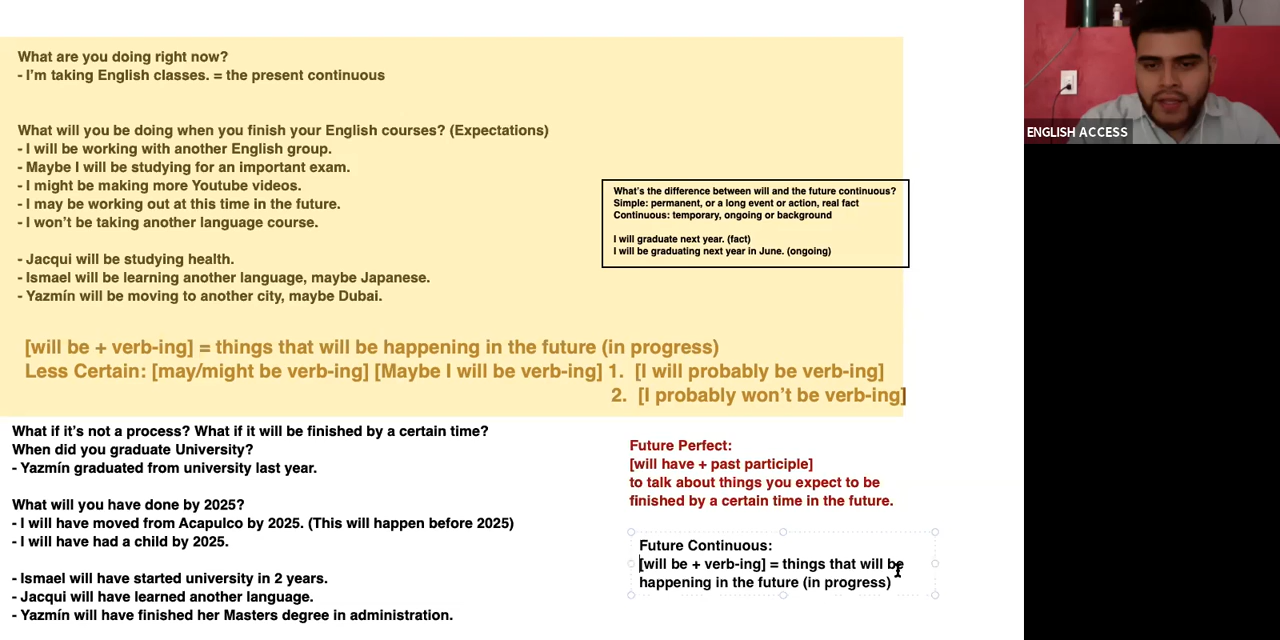 What are you doing right now?
- I'm taking English classes. = the present continuous
What will you be doing when you finish your English courses? (Expectations)
- I will be working with another English group.
- Maybe I will be studying for an important exam.
- I might be making more Youtube videos.
- I may be working out at this time in the future.
- I won't be taking another language course.
- Jacqui will be studying health.
- Ismael will be learning another language, maybe Japanese.
- Yazmín will be moving to another city, maybe Dubai.
What's the difference between will and the future continuous?
Simple: permanent, or a long event or action, real fact
Continuous: temporary, ongoing or background
I will graduate next year. (fact)
I will be graduating next year in June. (ongoing)
[will be + verb-ing] = things that will be happening in the future (in progress)
Less Certain: [may/might be verb-ing] [Maybe I will be verb-ing] 1. [I will probably be verb-ing]
2. [I probably won't be verb-ing]
What if it's not a process? What if it will be finished by a certain time?
When did you graduate University?
- Yazmín graduated from university last year.
What will you have done by 2025?
- I will have moved from Acapulco by 2025. (This will happen before 2025)
- I will have had a child by 2025.
- Ismael will have started university in 2 years.
- Jacqui will have learned another language.
- Yazmín will have finished her Masters degree in administration.
Future Perfect:
[will have + past participle]
to talk about things you expect to be
finished by a certain time in the future.
Future Continuous:
[will be + verb-ing] = things that will be
happening in the future (in progress)
ENGLISH ACCESS